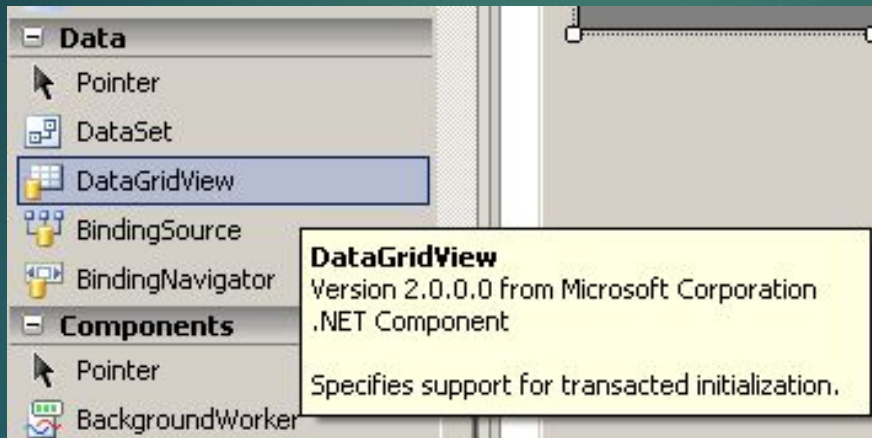 Data
Pointer
DataSet
DataGridView
BindingSource
BindingNavigator
Components
Pointer
BackgroundWorker
DataGridView
Version 2.0.0.0 from Microsoft Corporation
.NET Component
Specifies support for transacted initialization.